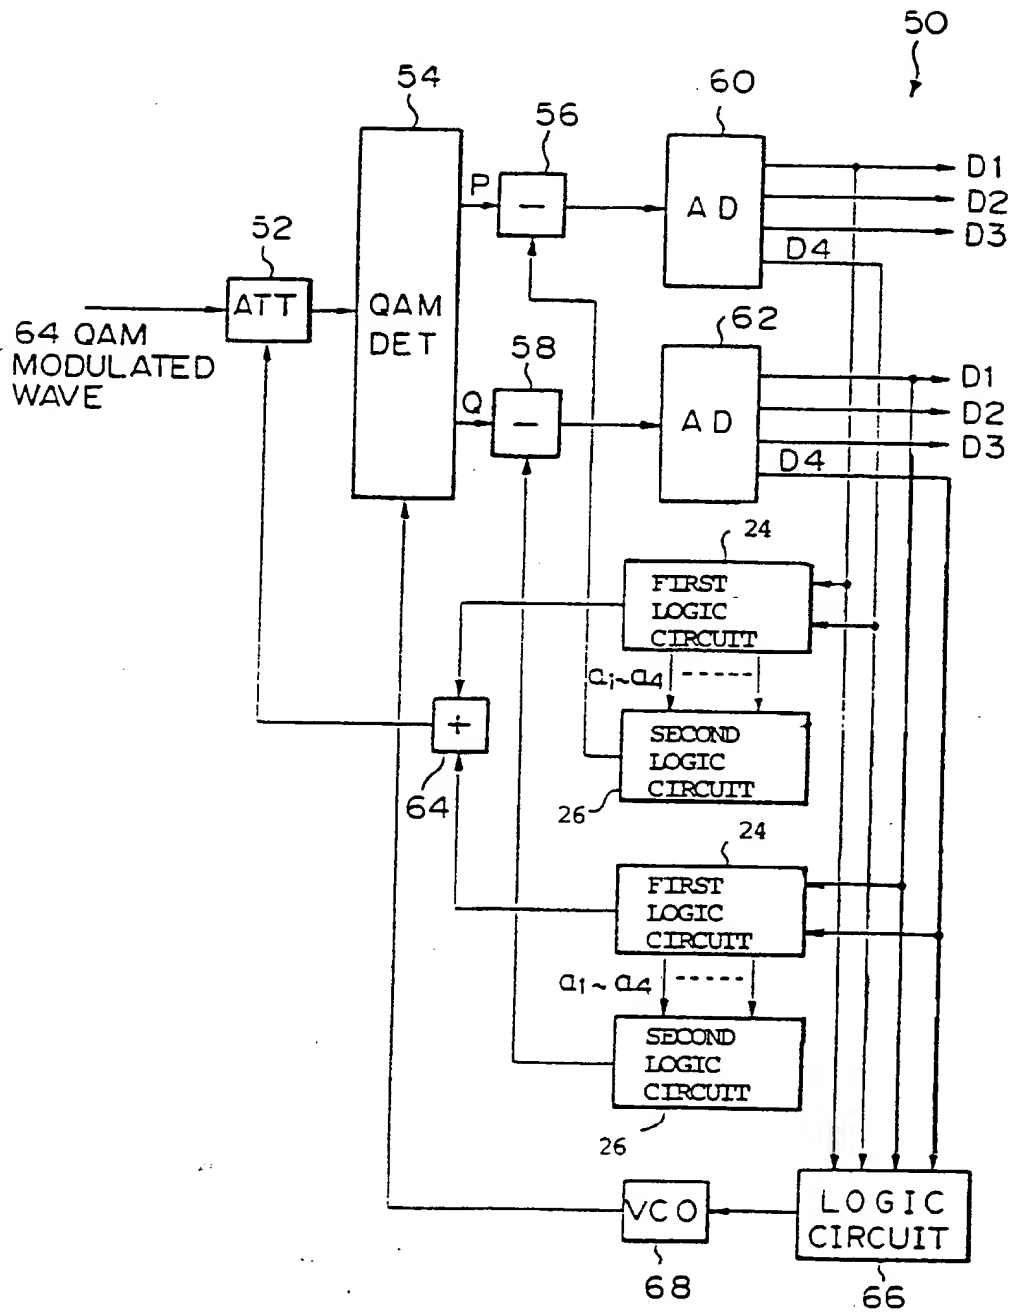 50
54
60
56
P
—
AD
D1
D2
D3
D4
52
ATT
QAM
DET
64 QAM
MODULATED
WAVE
62
58
Q
—
AD
D1
D2
D3
D4
24
FIRST
LOGIC
CIRCUIT
a1~a4
+
64
SECOND
LOGIC
CIRCUIT
26
24
FIRST
LOGIC
CIRCUIT
a1~a4
SECOND
LOGIC
CIRCUIT
26
VCO
68
LOGIC
CIRCUIT
66